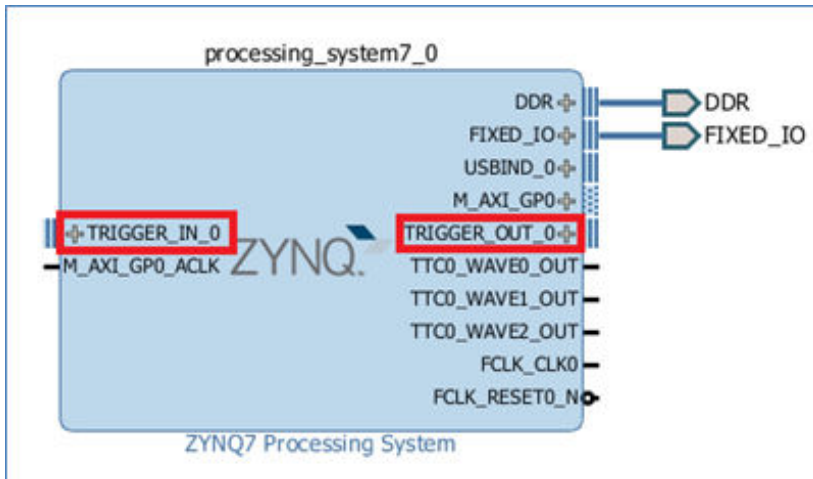 processing_system7_0
DDR
FIXED_IO
USBIND_0
M_AXI_GP0
TRIGGER_IN_0
TRIGGER_OUT_0
M_AXI_GP0_ACLK
ZYNQ.
TTC0_WAVE0_OUT
TTC0_WAVE1_OUT
TTC0_WAVE2_OUT
FCLK_CLK0
FCLK_RESET0_N
DDR
FIXED_IO
ZYNQ7 Processing System